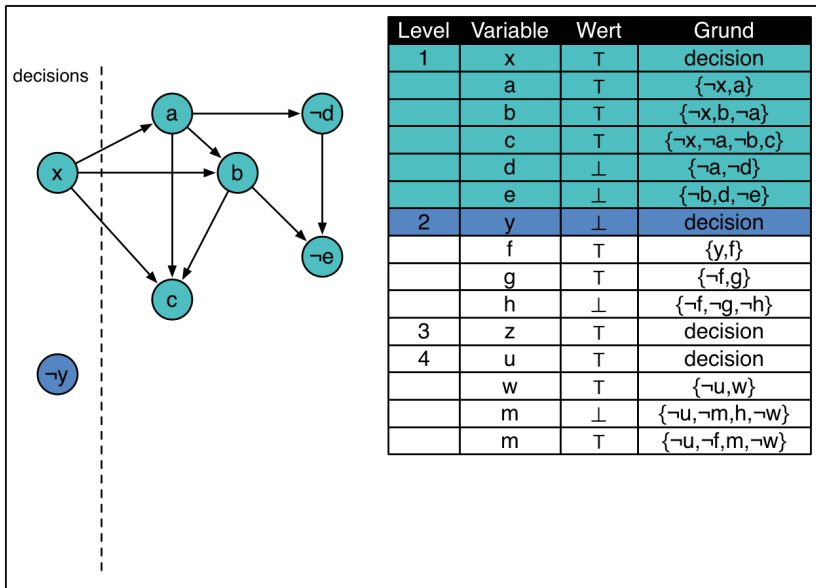 decisions
x
a
¬d
b
¬e
c
¬y
Level Variable Wert Grund
1 x ⊤ decision
a ⊤ {¬x,a}
b ⊤ {¬x,b,¬a}
c ⊤ {¬x,¬a,¬b,c}
d ⊥ {¬a,¬d}
e ⊥ {¬b,d,¬e}
2 y ⊥ decision
f ⊤ {y,f}
g ⊤ {¬f,g}
h ⊥ {¬f,¬g,¬h}
3 z ⊤ decision
4 u ⊤ decision
w ⊤ {¬u,w}
m ⊥ {¬u,¬m,h,¬w}
m ⊤ {¬u,¬f,m,¬w}